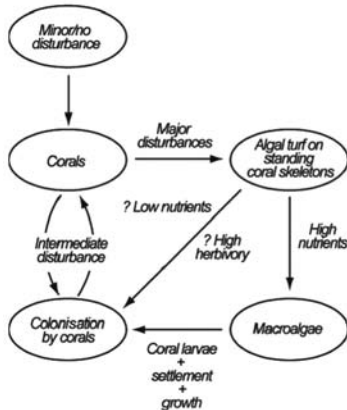 Minor/no
disturbance
Corals
Major
disturbances
Algal turf on
standing
coral skeletons
? Low nutrients
? High
herbivory
High
nutrients
Intermediate
disturbance
Colonisation
by corals
Macroalgae
Coral larvae
+
settlement
+
growth